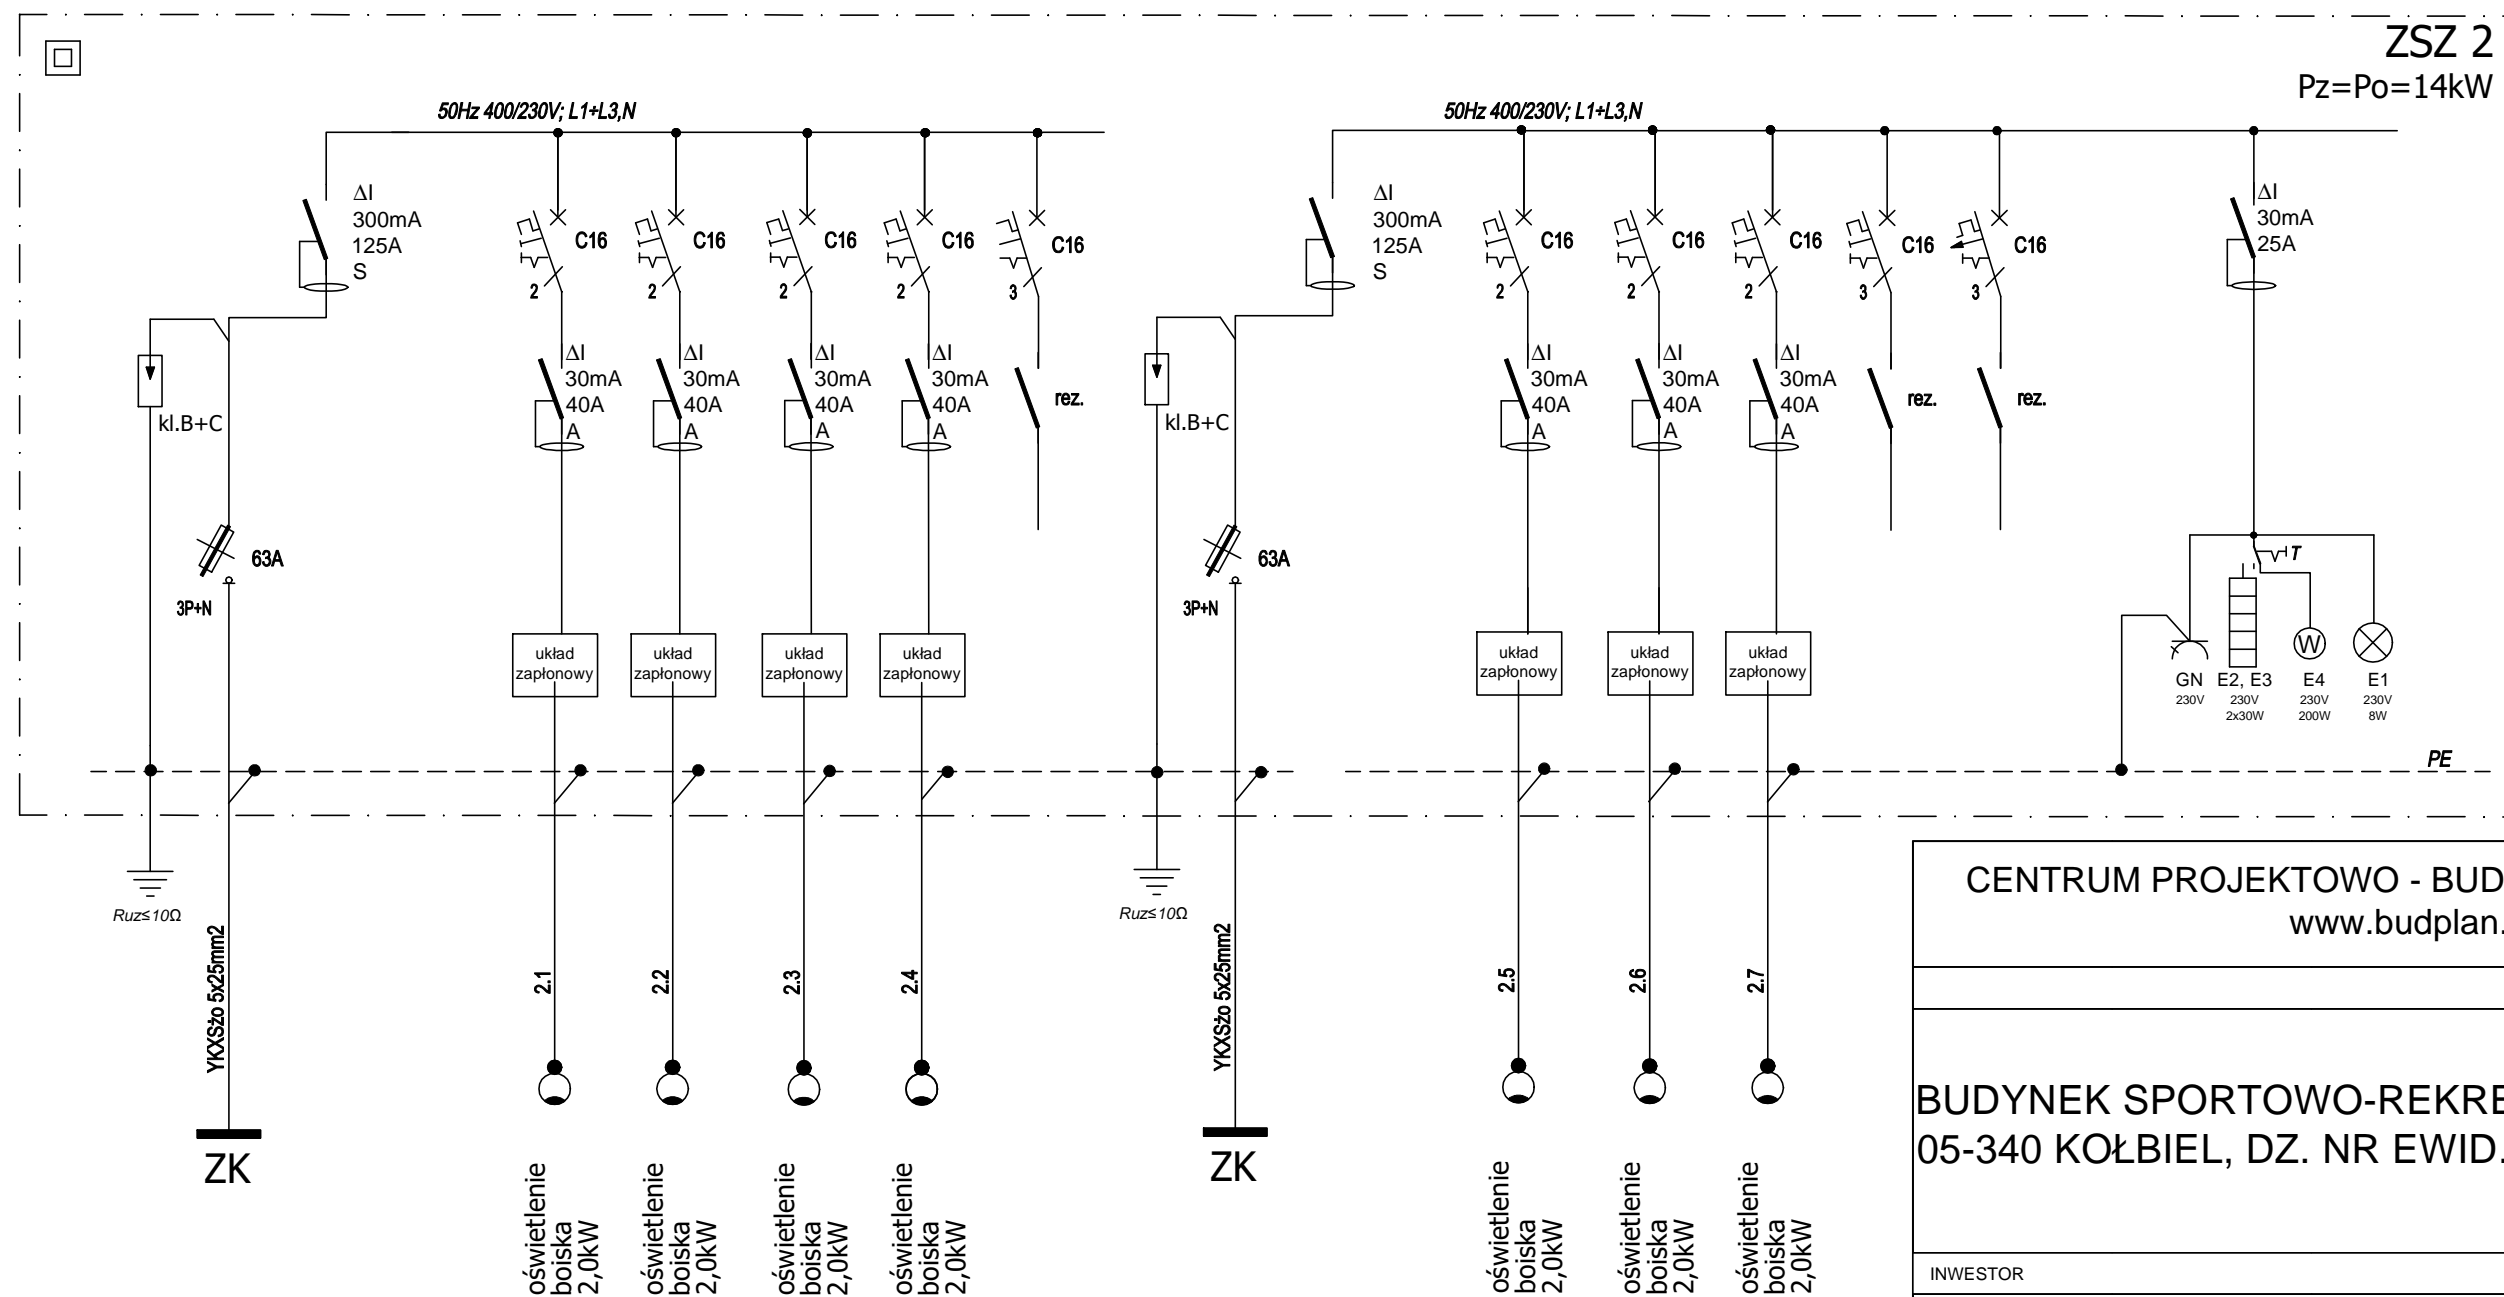 ZSZ 2
Pz=Po=14kW
50Hz 400/230V; L1÷L3,N
50Hz 400/230V; L1÷L3,N
ΔI
300mA
125A
S
C16
2
C16
2
C16
2
C16
2
C16
3
ΔI
300mA
125A
S
C16
2
C16
2
C16
2
C16
3
C16
3
ΔI
30mA
25A
kl.B+C
ΔI
30mA
40A
A
ΔI
30mA
40A
A
ΔI
30mA
40A
A
ΔI
30mA
40A
A
rez.
kl.B+C
ΔI
30mA
40A
A
ΔI
30mA
40A
A
ΔI
30mA
40A
A
rez.
rez.
63A
3P+N
63A
3P+N
T
układ
zapłonowy
układ
zapłonowy
układ
zapłonowy
układ
zapłonowy
układ
zapłonowy
układ
zapłonowy
układ
zapłonowy
W
GN
230V
E2, E3
230V
2x30W
E4
230V
200W
E1
230V
8W
PE
Ruz≤10Ω
YKXSżo 5x25mm2
2.1
2.2
2.3
2.4
Ruz≤10Ω
YKXSżo 5x25mm2
2.5
2.6
2.7
ZK
ZK
oświetlenie
boiska
2,0kW
oświetlenie
boiska
2,0kW
oświetlenie
boiska
2,0kW
oświetlenie
boiska
2,0kW
oświetlenie
boiska
2,0kW
oświetlenie
boiska
2,0kW
oświetlenie
boiska
2,0kW
CENTRUM PROJEKTOWO - BUD
www.budplan.
BUDYNEK SPORTOWO-REKRE
05-340 KOŁBIEL, DZ. NR EWID.
INWESTOR